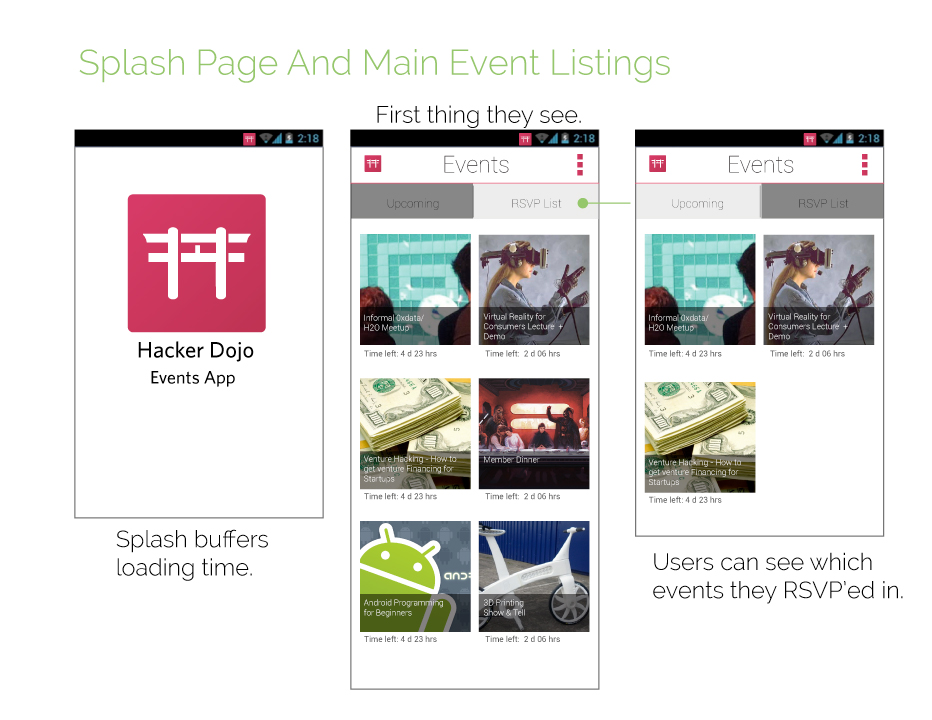 Splash Page And Main Event Listings
First thing they see.
2:18
Hacker Dojo
Events App
Splash buffers
loading time.
2:18
Events
Upcoming
RSVP List
Informal 0xdata/
H2O Meetup
Time left: 4 d 23 hrs
Virtual Reality for
Consumers Lecture +
Demo
Time left: 2 d 06 hrs
Venture Hacking - How to
get venture Financing for
Startups
Time left: 4 d 23 hrs
Member Dinner
Time left: 2 d 06 hrs
Android Programming
for Beginners
Time left: 4 d 23 hrs
3D Printing
Show & Tell
Time left: 2 d 06 hrs
2:18
Events
Upcoming
RSVP List
Informal 0xdata/
H2O Meetup
Time left: 4 d 23 hrs
Virtual Reality for
Consumers Lecture +
Demo
Time left: 2 d 06 hrs
Venture Hacking - How to
get venture Financing for
Startups
Time left: 4 d 23 hrs
Users can see which
events they RSVP'ed in.